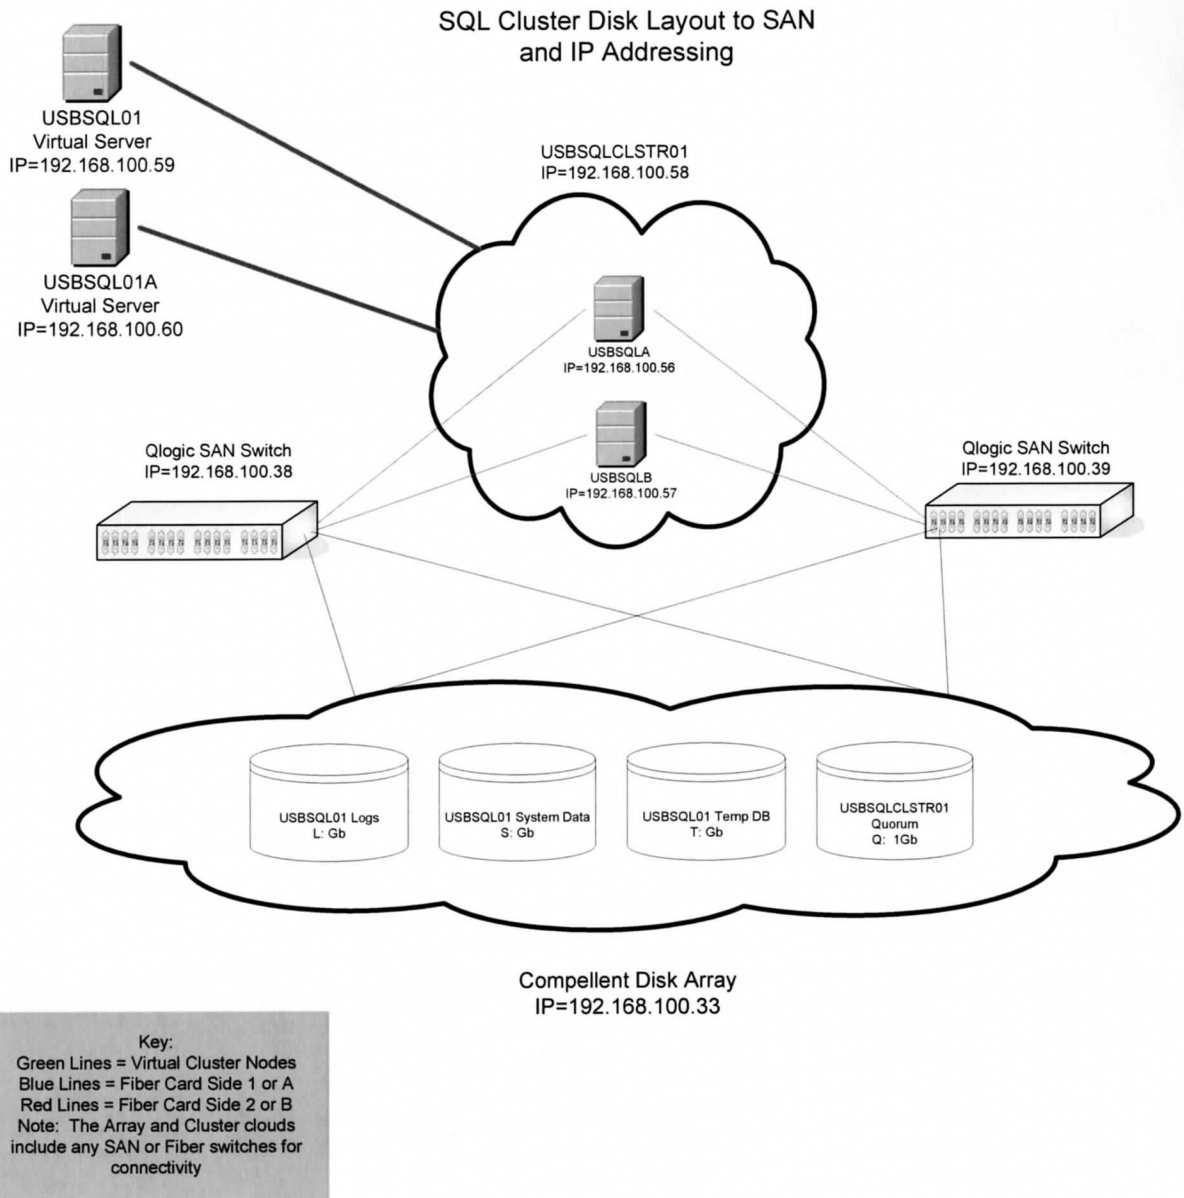 SQL Cluster Disk Layout to SAN
and IP Addressing
USBSQL01
Virtual Server
IP=192.168.100.59
USBSQLCLSTR01
IP=192.168.100.58
USBSQL01A
Virtual Server
IP=192.168.100.60
USBSQLA
IP=192.168.100.56
USBSQLB
IP=192.168.100.57
Qlogic SAN Switch
IP=192.168.100.38
Qlogic SAN Switch
IP=192.168.100.39
USBSQL01 Logs
L: Gb
USBSQL01 System Data
S: Gb
USBSQL01 Temp DB
T: Gb
USBSQLCLSTR01
Quorum
Q: 1Gb
Compellent Disk Array
IP=192.168.100.33
Key:
Green Lines = Virtual Cluster Nodes
Blue Lines = Fiber Card Side 1 or A
Red Lines = Fiber Card Side 2 or B
Note: The Array and Cluster clouds
include any SAN or Fiber switches for
connectivity